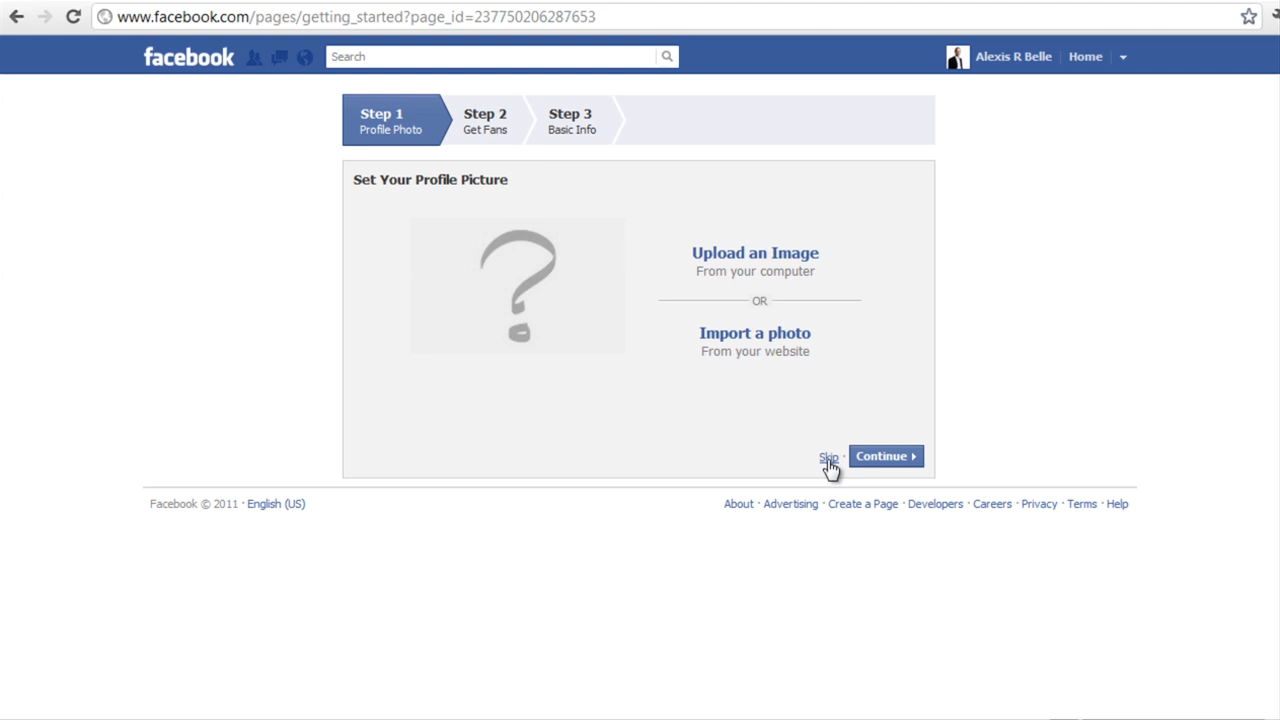 www.facebook.com/pages/getting_started?page_id=237750206287653
facebook Search Alexis R Belle Home
Step 1 Step 2 Step 3
Profile Photo Get Fans Basic Info
Set Your Profile Picture
?
Upload an Image
From your computer
OR
Import a photo
From your website
Skip · Continue
Facebook © 2011 · English (US) About · Advertising · Create a Page · Developers · Careers · Privacy · Terms · Help